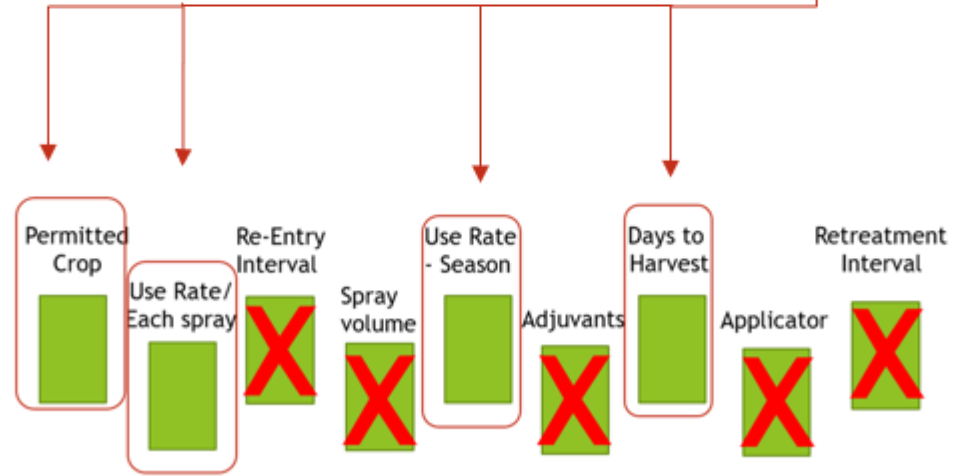 Permitted
Crop
Use Rate/
Each spray
Re-Entry
Interval
Spray
volume
Use Rate
- Season
Adjuvants
Days to
Harvest
Applicator
Retreatment
Interval
X
X
X
X
X